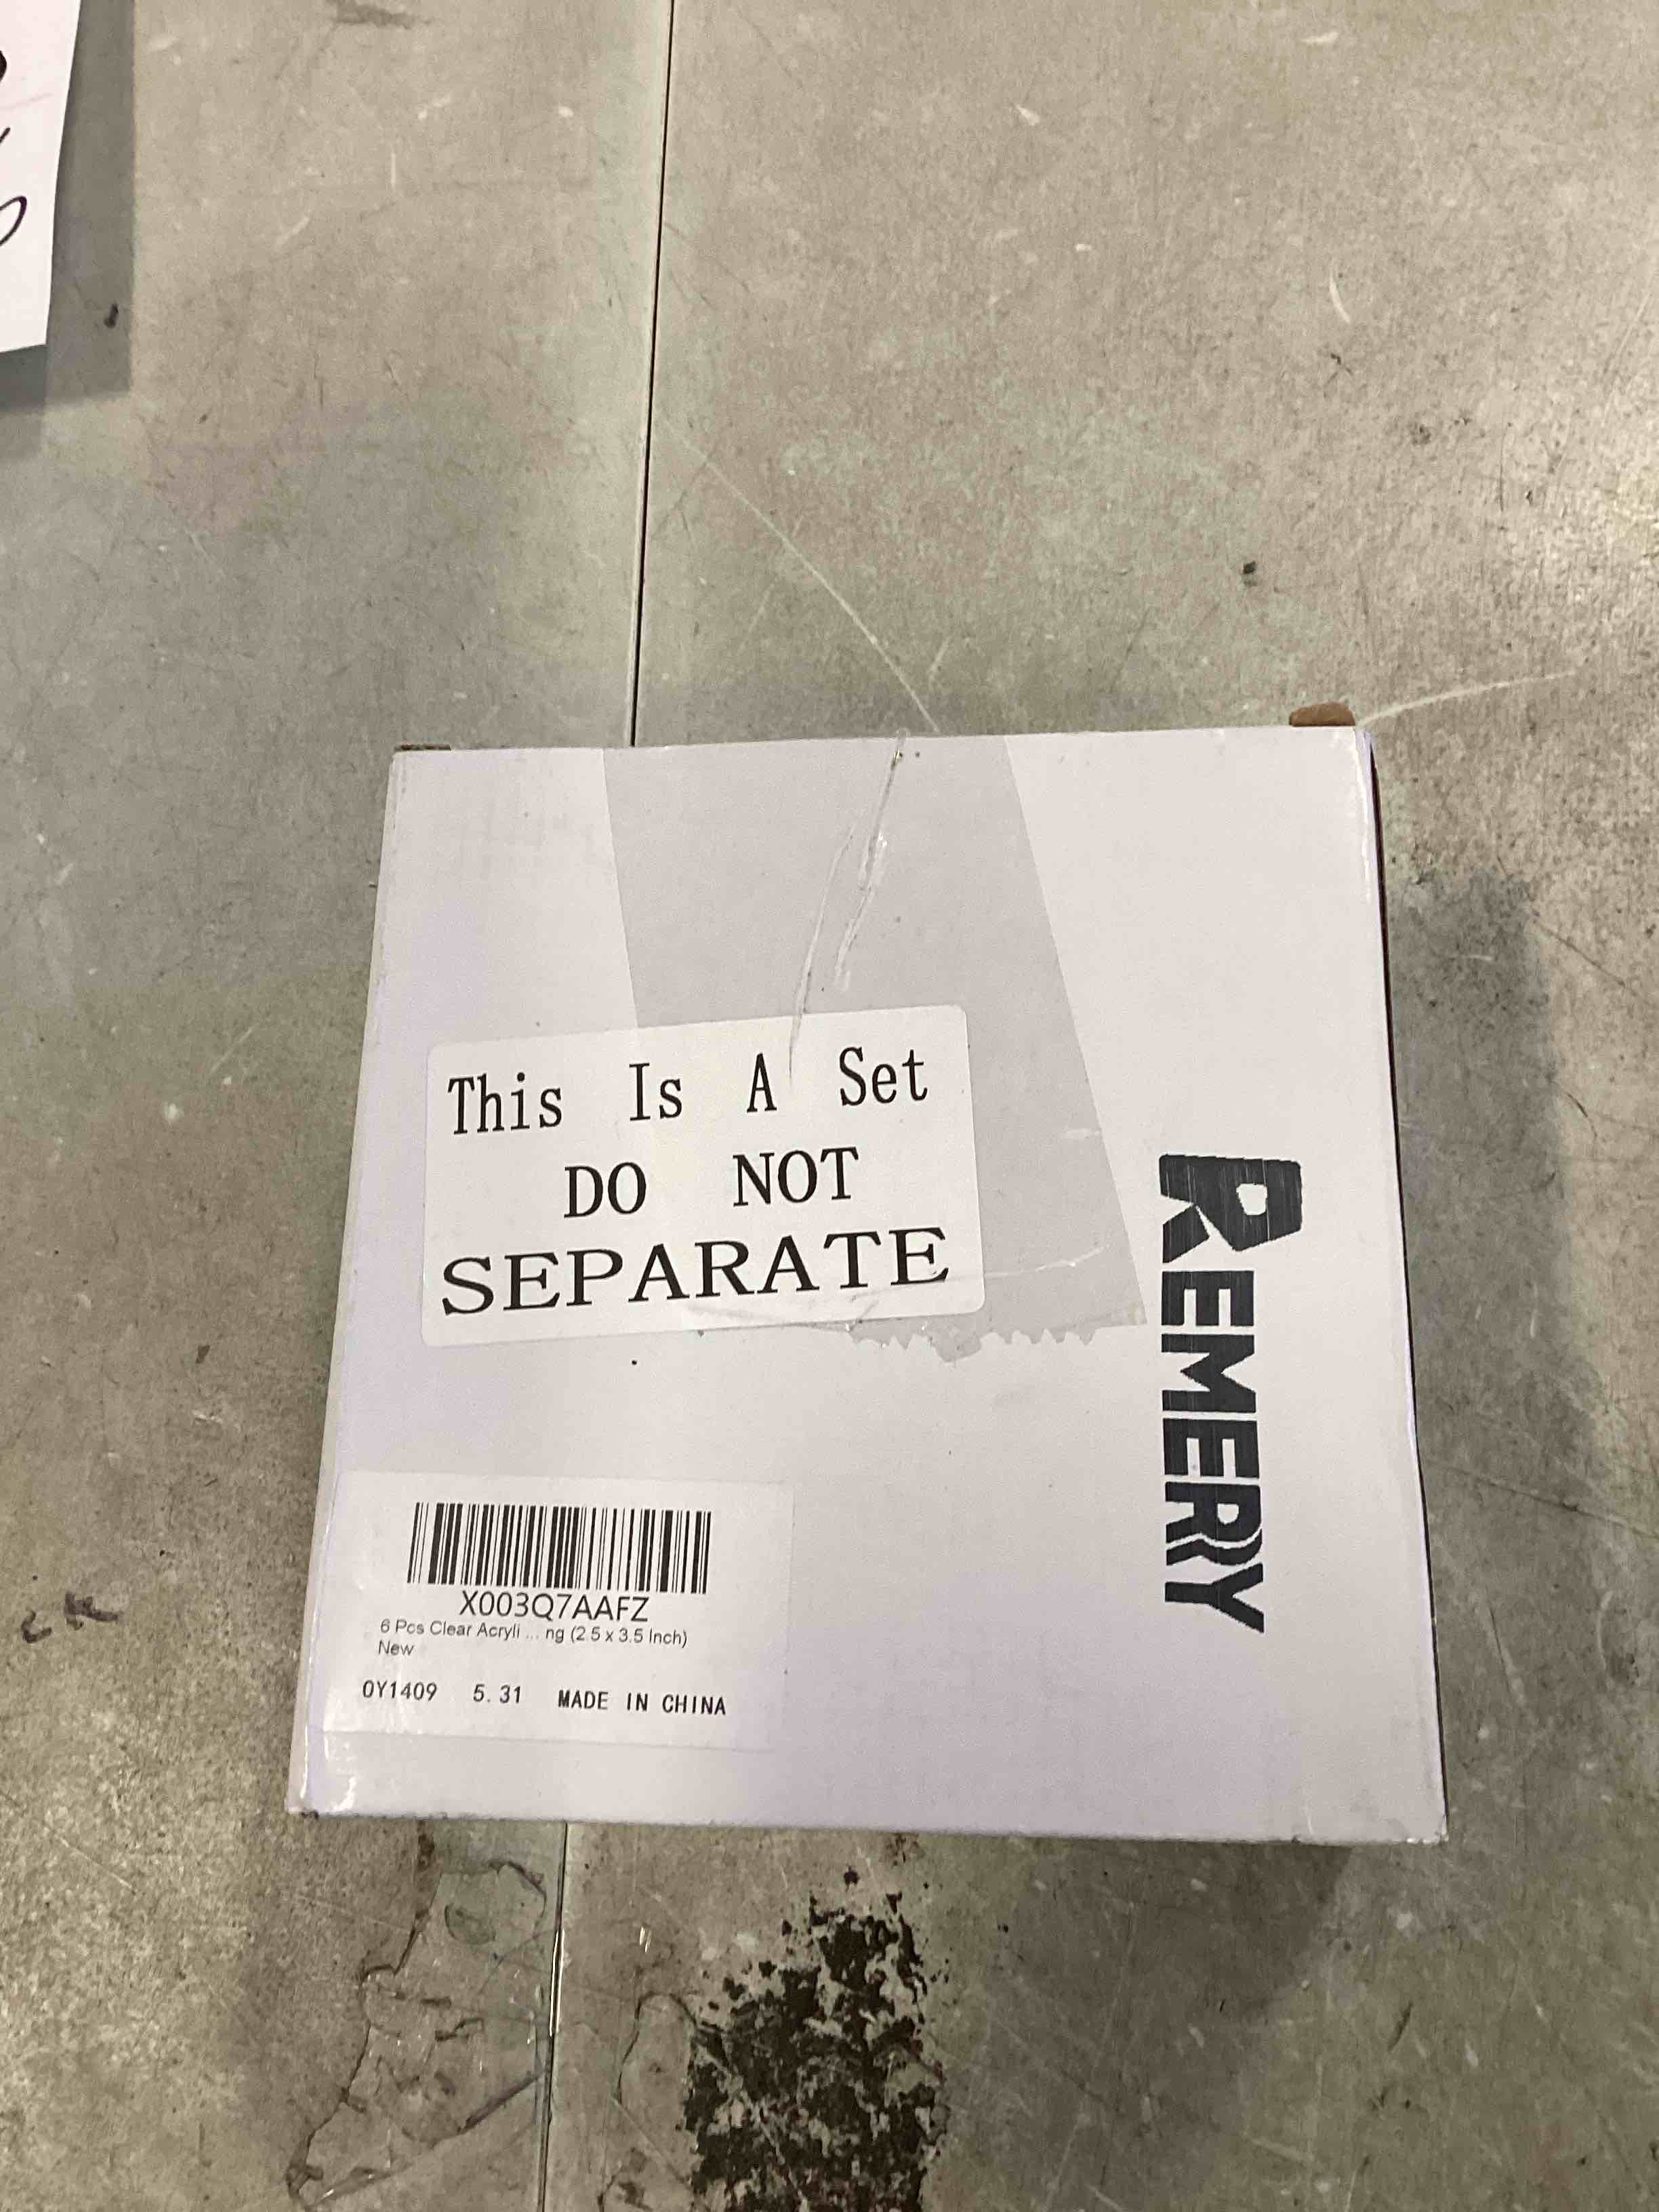 This Is A Set
DO NOT
SEPARATE
REMERY
X003Q7AAFZ
6 Pcs Clear Acryli ... ng (2.5 x 3.5 Inch)
New
OY1409 5.31 MADE IN CHINA